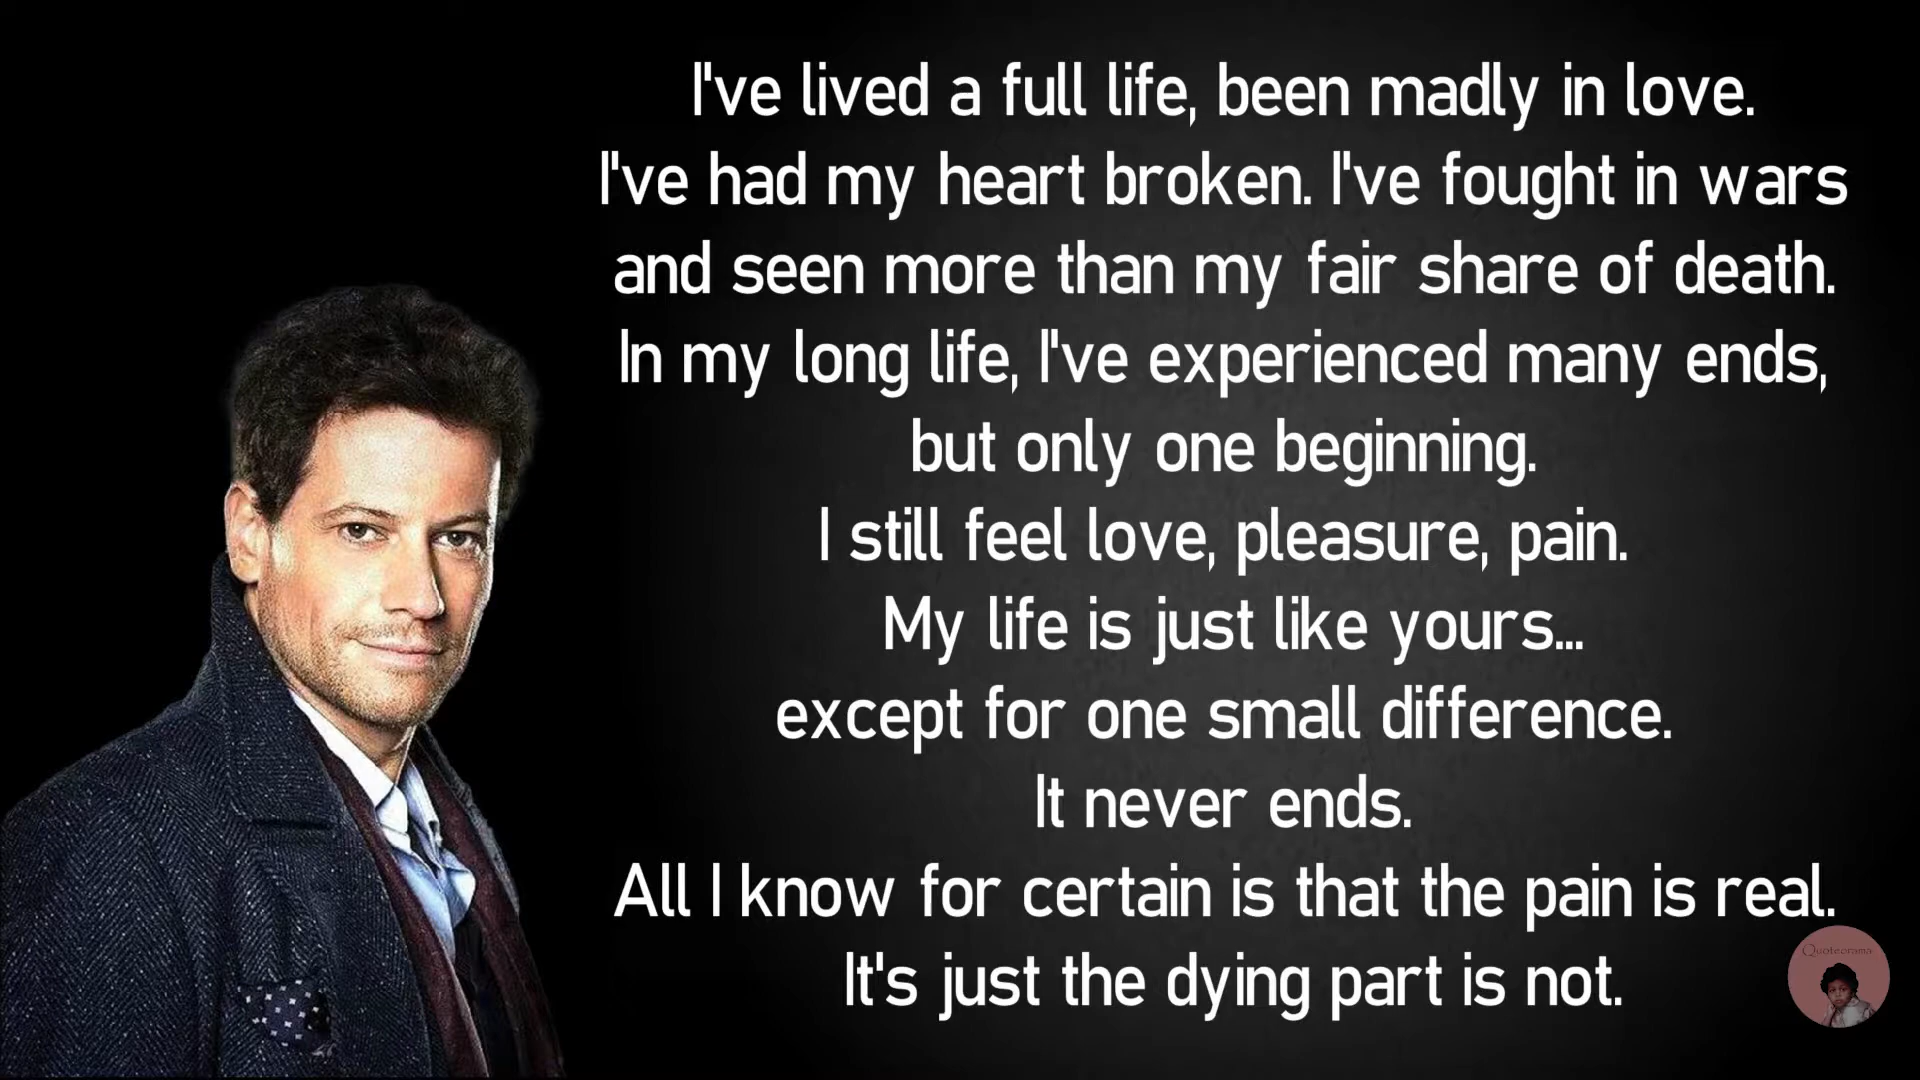 I've lived a full life, been madly in love.
I've had my heart broken. I've fought in wars
and seen more than my fair share of death.
In my long life, I've experienced many ends,
but only one beginning.
I still feel love, pleasure, pain.
My life is just like yours...
except for one small difference.
It never ends.
All I know for certain is that the pain is real.
It's just the dying part is not.
Quoteorama